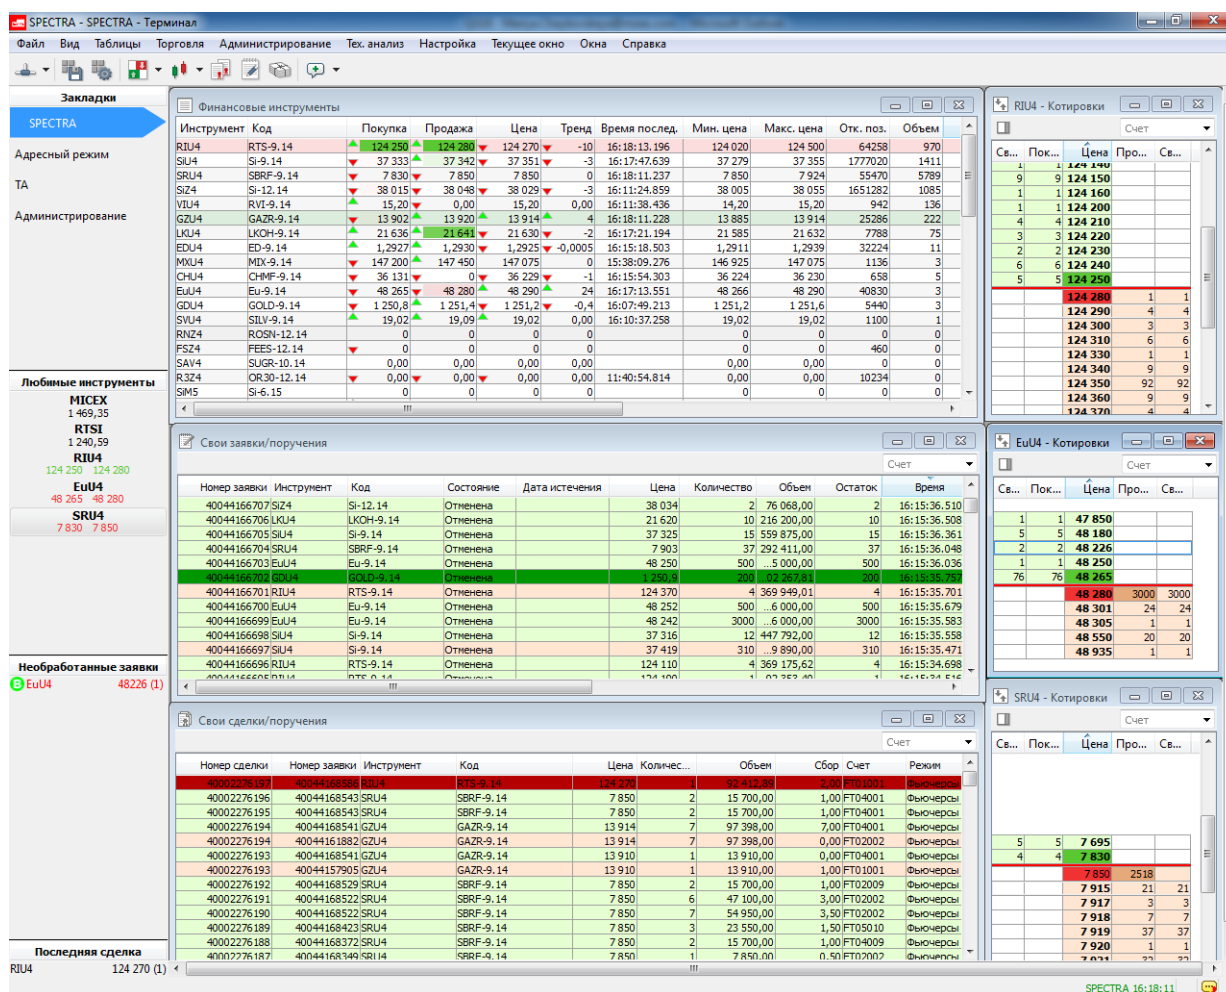 SPECTRA - SPECTRA - Терминал
Файл Вид Таблицы Торговля Администрирование Тех. анализ Настройка Текущее окно Окна Справка
Закладки
SPECTRA
Адресный режим
TA
Администрирование
Любимые инструменты
MICEX
1 469,35
RTSI
1 240,59
RIU4
124 250 124 280
EuU4
48 265 48 280
SRU4
7 830 7 850
Необработанные заявки
B EuU4 48226 (1)
Последняя сделка
RIU4 124 270 (1)
Финансовые инструменты
Инструмент Код Покупка Продажа Цена Тренд Время послед. Мин. цена Макс. цена Отк. поз. Объем
RIU4 RTS-9.14 124 250 124 280 124 270 -10 16:18:13.196 124 020 124 500 64258 970
SiU4 Si-9.14 37 333 37 342 37 351 -3 16:17:47.639 37 279 37 355 1777020 1411
SRU4 SBRF-9.14 7 830 7 850 7 850 0 16:18:11.237 7 850 7 924 55470 5789
SiZ4 Si-12.14 38 015 38 048 38 029 -3 16:11:24.859 38 005 38 055 1651282 1085
VIU4 RVI-9.14 15,20 0,00 15,20 0,00 16:11:38.436 14,20 15,20 942 136
GZU4 GAZR-9.14 13 902 13 920 13 914 4 16:18:11.228 13 885 13 914 25286 222
LKU4 LKOH-9.14 21 636 21 641 21 630 -2 16:17:21.194 21 585 21 632 7788 75
EDU4 ED-9.14 1,2927 1,2930 1,2925 -0,0005 16:15:18.503 1,2911 1,2939 32224 11
MXU4 MIX-9.14 147 200 147 450 147 075 0 15:38:09.276 146 925 147 075 1136 3
CHU4 CHMF-9.14 36 131 0 36 229 -1 16:15:54.303 36 224 36 230 658 5
EuU4 Eu-9.14 48 265 48 280 48 290 24 16:17:13.551 48 266 48 290 40830 3
GDU4 GOLD-9.14 1 250,8 1 251,4 1 251,2 -0,4 16:07:49.213 1 251,2 1 251,6 5440 3
SVU4 SILV-9.14 19,02 19,09 19,02 0,00 16:10:37.258 19,02 19,02 1100 1
RNZ4 ROSN-12.14 0 0 0 0 0 0 0 0
FSZ4 FEES-12.14 0 0 0 0 0 0 460 0
SAV4 SUGR-10.14 0,00 0,00 0,00 0,00 0,00 0,00 0 0
R3Z4 OR30-12.14 0,00 0,00 0,00 0,00 11:40:54.814 0,00 0,00 10234 0
SiM5 Si-6.15 0 0 0 0 0 0 0 0
Свои заявки/поручения
Счет
Номер заявки Инструмент Код Состояние Дата истечения Цена Количество Объем Остаток Время
40044166707 SiZ4 Si-12.14 Отменена 38 034 2 76 068,00 2 16:15:36.510
40044166706 LKU4 LKOH-9.14 Отменена 21 620 10 216 200,00 10 16:15:36.508
40044166705 SiU4 Si-9.14 Отменена 37 325 15 559 875,00 15 16:15:36.361
40044166704 SRU4 SBRF-9.14 Отменена 7 903 37 292 411,00 37 16:15:36.048
40044166703 EuU4 Eu-9.14 Отменена 48 250 500 ...5 000,00 500 16:15:36.036
40044166702 GDU4 GOLD-9.14 Отменена 1 250,9 200 ...02 267,81 200 16:15:35.757
40044166701 RIU4 RTS-9.14 Отменена 124 370 4 369 949,01 4 16:15:35.701
40044166700 EuU4 Eu-9.14 Отменена 48 252 500 ...6 000,00 500 16:15:35.679
40044166699 EuU4 Eu-9.14 Отменена 48 242 3000 ...6 000,00 3000 16:15:35.583
40044166698 SiU4 Si-9.14 Отменена 37 316 12 447 792,00 12 16:15:35.558
40044166697 SiU4 Si-9.14 Отменена 37 419 310 ...9 890,00 310 16:15:35.471
40044166696 RIU4 RTS-9.14 Отменена 124 110 4 369 175,62 4 16:15:34.698
Свои сделки/поручения
Счет
Номер сделки Номер заявки Инструмент Код Цена Количес... Объем Сбор Счет Режим
40002276197 40044168586 RIU4 RTS-9.14 124 270 1 92 412,89 2,00 FT01001 Фьючерсы
40002276196 40044168543 SRU4 SBRF-9.14 7 850 2 15 700,00 1,00 FT04001 Фьючерсы
40002276195 40044168543 SRU4 SBRF-9.14 7 850 2 15 700,00 1,00 FT04001 Фьючерсы
40002276194 40044168541 GZU4 GAZR-9.14 13 914 7 97 398,00 7,00 FT04001 Фьючерсы
40002276194 40044161882 GZU4 GAZR-9.14 13 914 7 97 398,00 0,00 FT02002 Фьючерсы
40002276193 40044168541 GZU4 GAZR-9.14 13 910 1 13 910,00 1,00 FT04001 Фьючерсы
40002276193 40044157905 GZU4 GAZR-9.14 13 910 1 13 910,00 1,00 FT01001 Фьючерсы
40002276192 40044168529 SRU4 SBRF-9.14 7 850 2 15 700,00 1,00 FT02009 Фьючерсы
40002276191 40044168522 SRU4 SBRF-9.14 7 850 6 47 100,00 3,00 FT02002 Фьючерсы
40002276190 40044168522 SRU4 SBRF-9.14 7 850 7 54 950,00 3,50 FT02002 Фьючерсы
40002276189 40044168423 SRU4 SBRF-9.14 7 850 3 23 550,00 1,50 FT05010 Фьючерсы
40002276188 40044168372 SRU4 SBRF-9.14 7 850 2 15 700,00 1,00 FT04009 Фьючерсы
40002276187 40044168349 SRU4 SBRF-9.14 7 850 1 7 850,00 0,50 FT02002 Фьючерсы
RIU4 - Котировки
Счет
Св... Пок... Цена Про... Св...
1 1 124 140
9 9 124 150
1 1 124 160
1 1 124 200
4 4 124 210
3 3 124 220
2 2 124 230
6 6 124 240
5 5 124 250
124 280 1 1
124 290 4 4
124 300 3 3
124 310 6 6
124 330 1 1
124 340 9 9
124 350 92 92
124 360 9 9
124 370 4 4
EuU4 - Котировки
Счет
Св... Пок... Цена Про... Св...
1 1 47 850
5 5 48 180
2 2 48 226
1 1 48 250
76 76 48 265
48 280 3000 3000
48 301 24 24
48 305 1 1
48 550 20 20
48 935 1 1
SRU4 - Котировки
Счет
Св... Пок... Цена Про... Св...
5 5 7 695
4 4 7 830
7 850 2518
7 915 21 21
7 917 3 3
7 918 7 7
7 919 37 37
7 920 1 1
7 921 32 32
SPECTRA 16:18:11